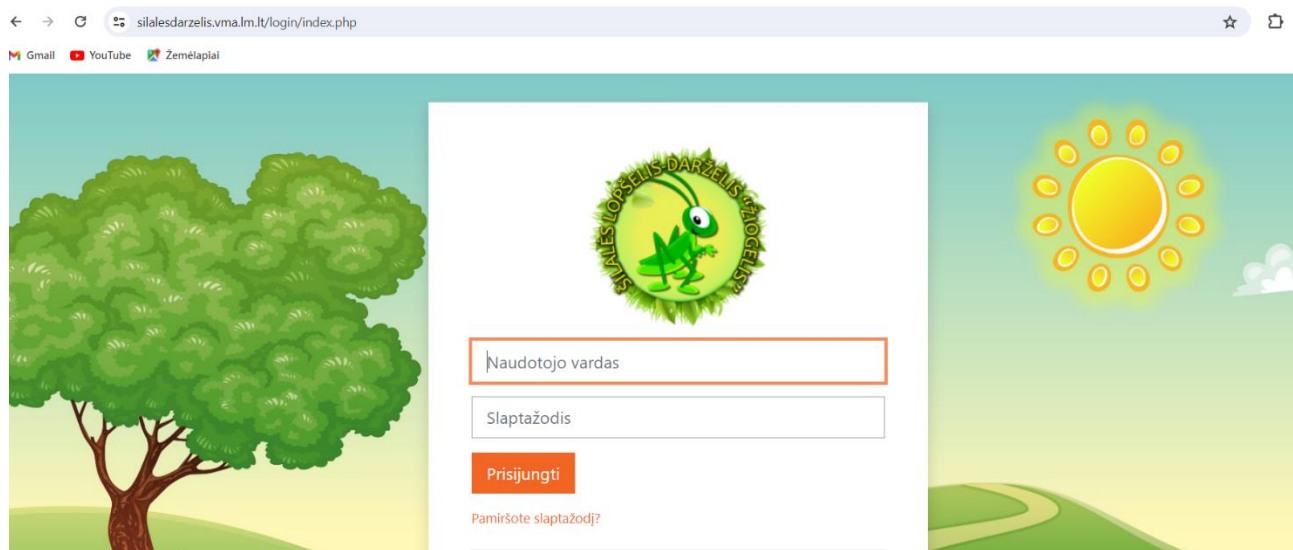 silalesdarzelis.vma.lm.lt/login/index.php
Gmail YouTube Žemėlapiai
ŠILALĖS LOPŠELIS-DARŽELIS „ŽIOGELIS“
Naudotojo vardas
Slaptažodis
Prisijungti
Pamiršote slaptažodį?